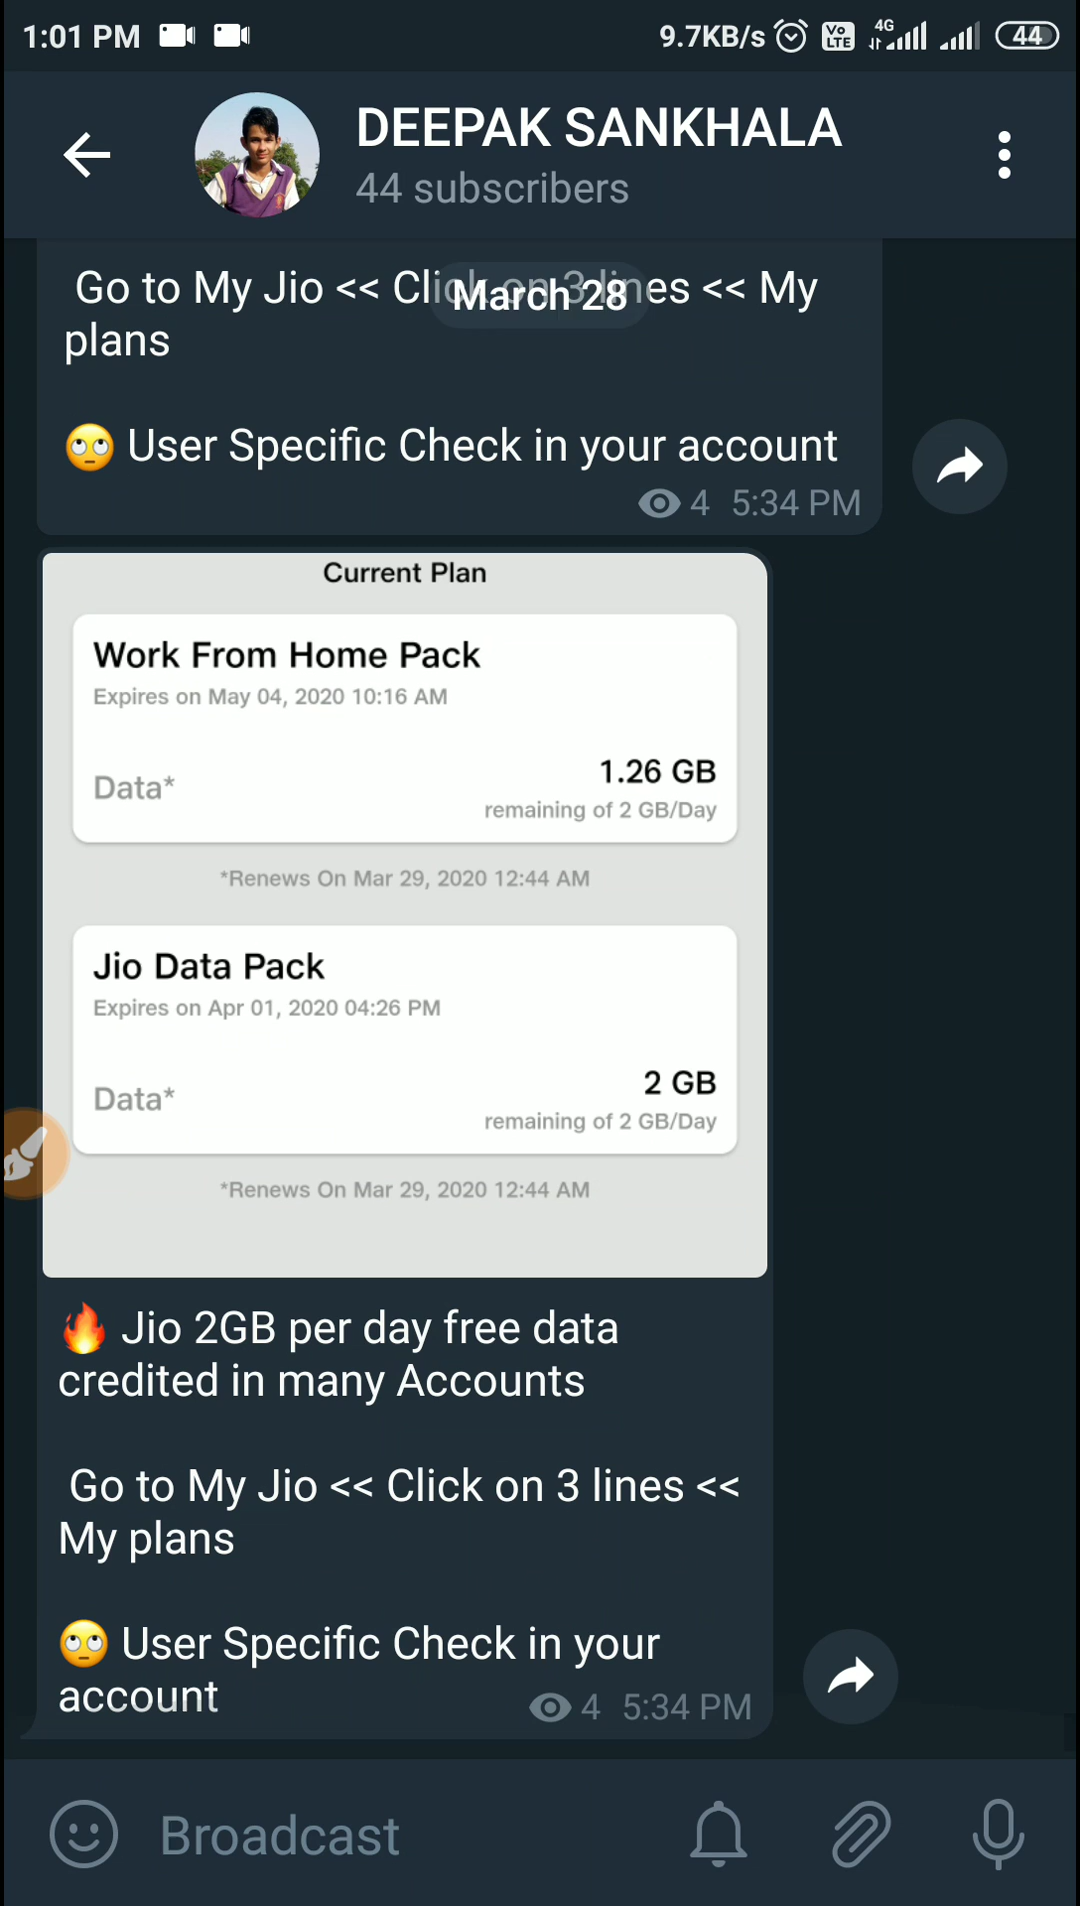 1:01 PM 9.7KB/s Vo LTE 4G 44
DEEPAK SANKHALA
44 subscribers
March 28
Go to My Jio << Click on 3 lines << My
plans
🙄 User Specific Check in your account
4 5:34 PM
Current Plan
Work From Home Pack
Expires on May 04, 2020 10:16 AM
1.26 GB
Data*
remaining of 2 GB/Day
*Renews On Mar 29, 2020 12:44 AM
Jio Data Pack
Expires on Apr 01, 2020 04:26 PM
2 GB
Data*
remaining of 2 GB/Day
*Renews On Mar 29, 2020 12:44 AM
🔥 Jio 2GB per day free data
credited in many Accounts
Go to My Jio << Click on 3 lines <<
My plans
🙄 User Specific Check in your
account 4 5:34 PM
Broadcast